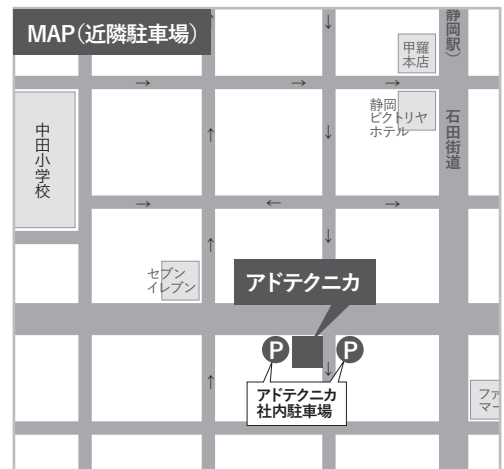 MAP（近隣駐車場）
静岡駅）
甲羅
本店
静岡
ビクトリヤ
ホテル
石田街道
中田小学校
セブン
イレブン
アドテクニカ
P
P
アドテクニカ
社内駐車場
ファ
マー